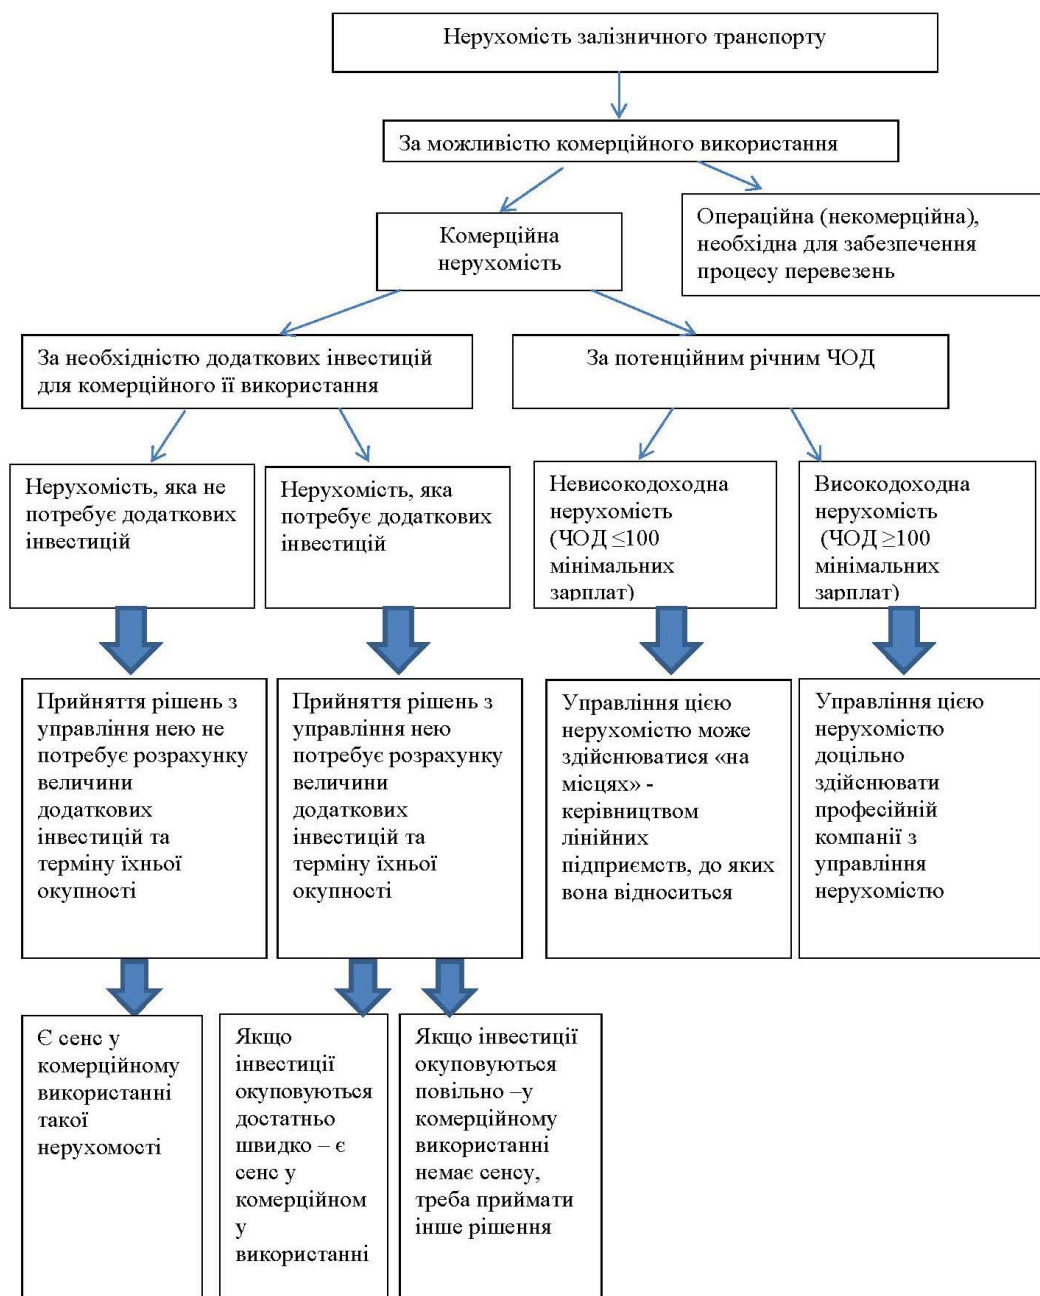 Нерухомість залізничного транспорту
За можливістю комерційного використання
Комерційна
нерухомість
Операційна (некомерційна),
необхідна для забезпечення
процесу перевезень
За необхідністю додаткових інвестицій
для комерційного її використання
За потенційним річним ЧОД
Нерухомість, яка не
потребує додаткових
інвестицій
Нерухомість, яка
потребує додаткових
інвестицій
Невисокодоходна
нерухомість
(ЧОД ≤100
мінімальних
зарплат)
Високодоходна
нерухомість
(ЧОД ≥100
мінімальних
зарплат)
Прийняття рішень з
управління нею не
потребує розрахунку
величини
додаткових
інвестицій та
терміну їхньої
окупності
Прийняття рішень з
управління нею
потребує розрахунку
величини
додаткових
інвестицій та
терміну їхньої
окупності
Управління цією
нерухомістю може
здійснюватися «на
місцях» -
керівництвом
лінійних
підприємств, до яких
вона відноситься
Управління цією
нерухомістю
доцільно
здійснювати
професійній
компанії з
управління
нерухомістю
Є сенс у
комерційному
використанні
такої
нерухомості
Якщо
інвестиції
окуповуються
достатньо
швидко – є
сенс у
комерційном
у
використанні
Якщо інвестиції
окуповуються
повільно –у
комерційному
використанні
немає сенсу,
треба приймати
інше рішення